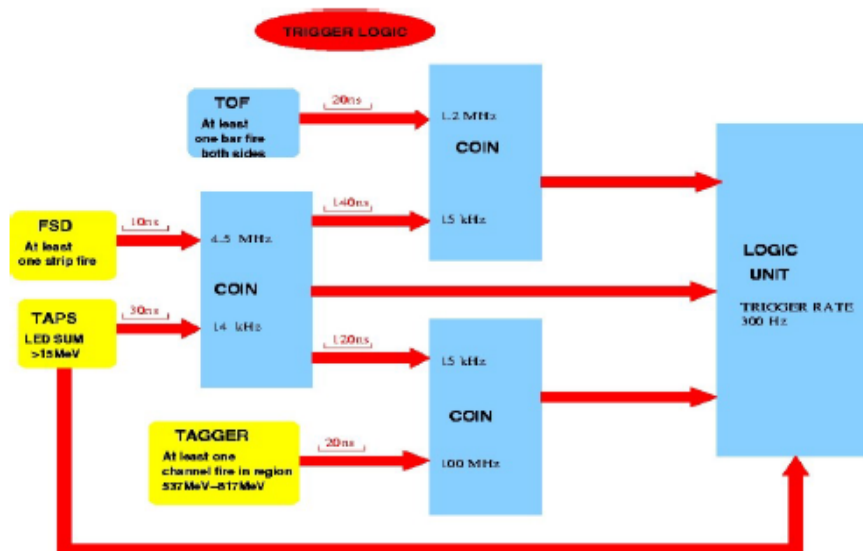 TRIGGER LOGIC
TOF
At least
one bar fire
both sides
20ns
1.2 MHz
COIN
15 kHz
140ns
FSD
At least
one strip fire
10ns
4.5 MHz
COIN
14 kHz
TAPS
LED SUM
>15MeV
30ns
120ns
15 kHz
COIN
100 MHz
TAGGER
At least one
channel fire in region
537MeV-817MeV
20ns
LOGIC
UNIT
TRIGGER RATE
300 Hz